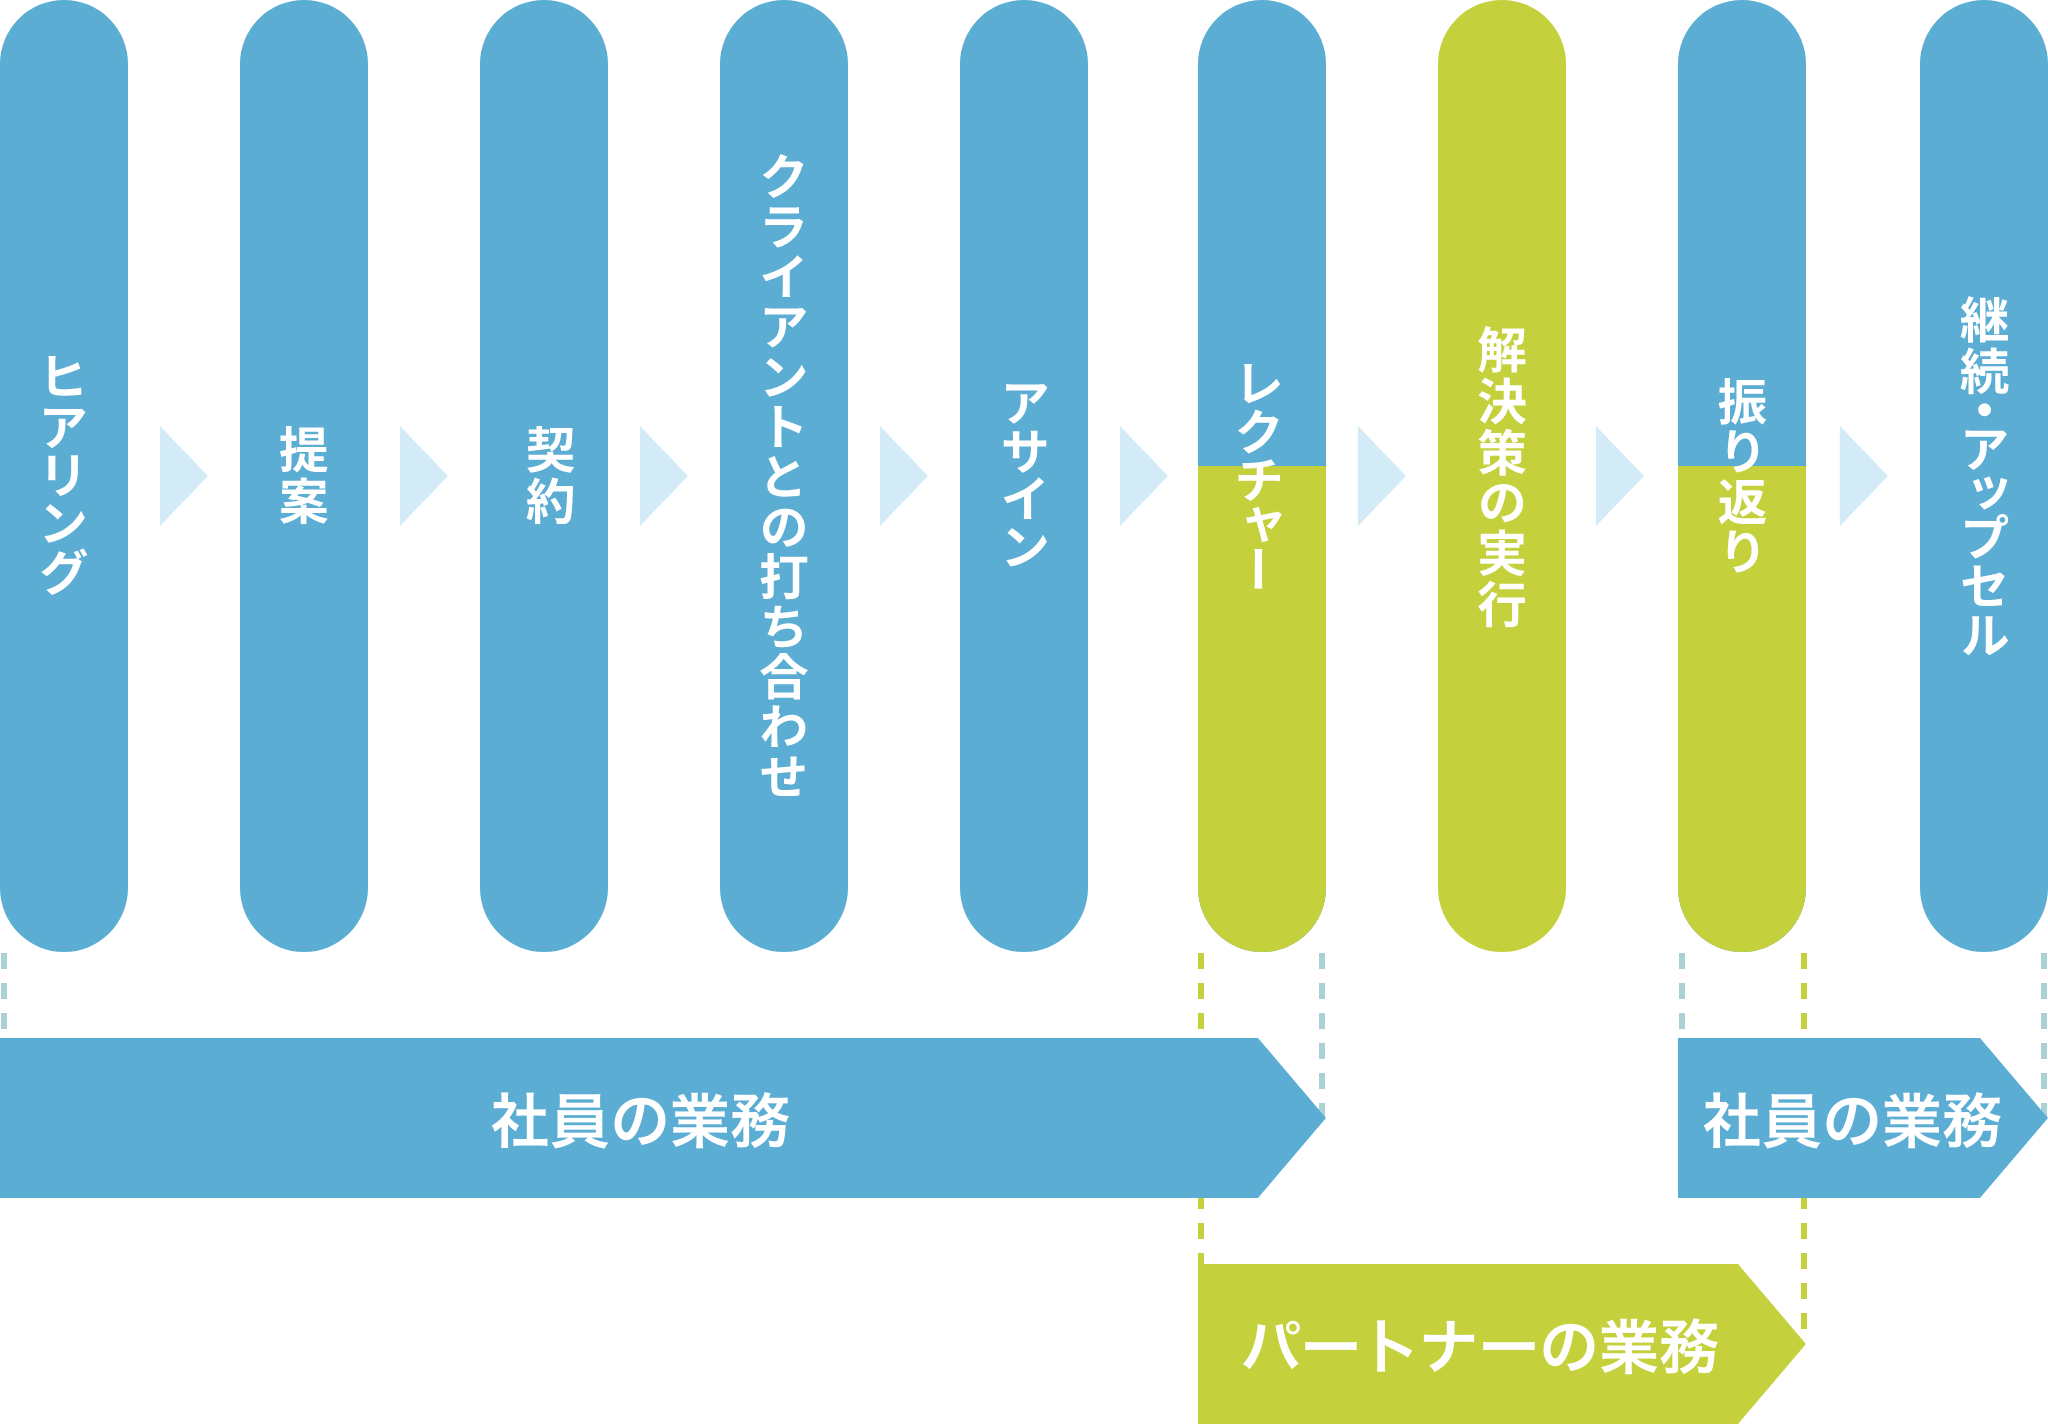 ヒアリング
提案
契約
クライアントとの打ち合わせ
アサイン
レクチャー
解決策の実行
振り返り
継続・アップセル
社員の業務
社員の業務
パートナーの業務